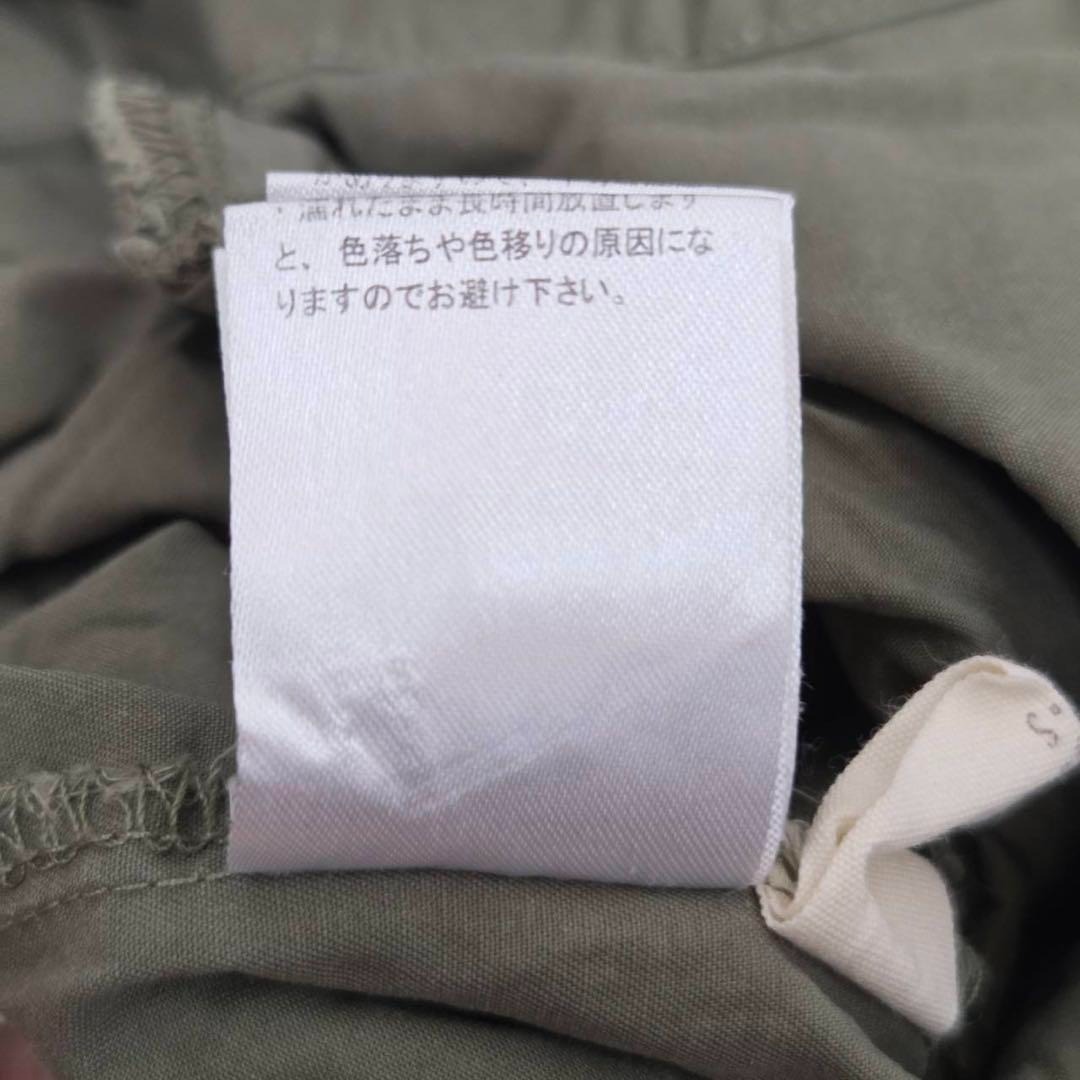 ・濡れたまま長時間放置します
と、色落ちや色移りの原因にな
りますのでお避け下さい。
S.